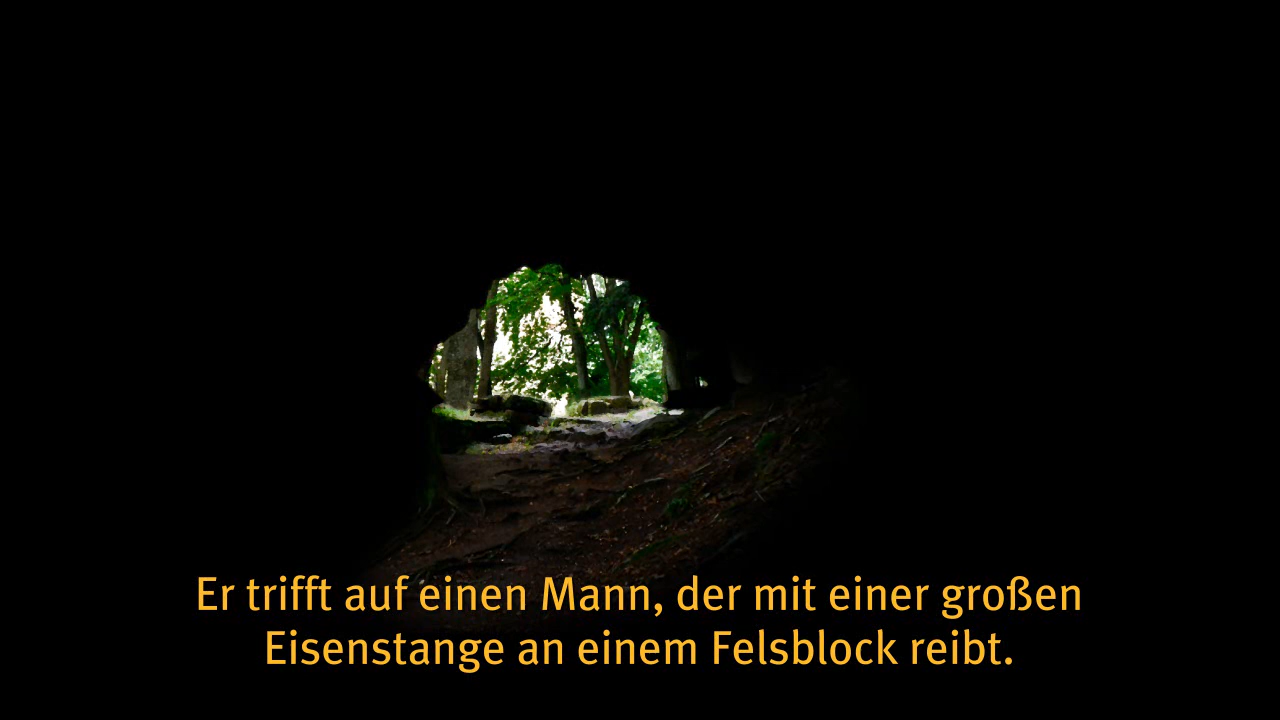 Er trifft auf einen Mann, der mit einer großen
Eisenstange an einem Felsblock reibt.